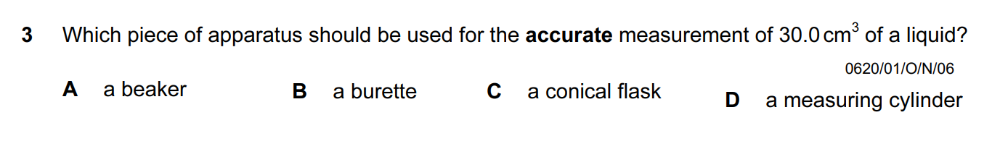 3 Which piece of apparatus should be used for the accurate measurement of 30.0 cm³ of a liquid?
0620/01/O/N/06
A a beaker B a burette C a conical flask D a measuring cylinder